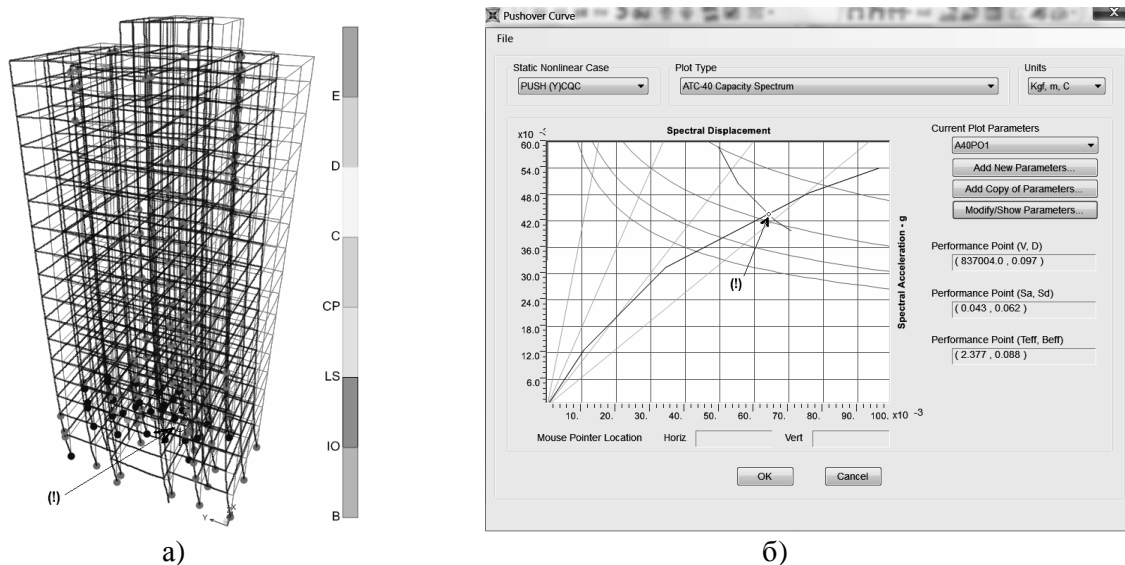 E
D
C
CP
LS
IO
B
(!)
Y
X
а)
Pushover Curve
X
File
Static Nonlinear Case
PUSH (Y)CQC
Plot Type
ATC-40 Capacity Spectrum
Units
Kgf, m, C
x10 -3
Spectral Displacement
60.0
54.0
48.0
42.0
36.0
30.0
24.0
18.0
12.0
6.0
(!)
Spectral Acceleration - g
10. 20. 30. 40. 50. 60. 70. 80. 90. 100. x10 -3
Mouse Pointer Location Horiz Vert
Current Plot Parameters
A40PO1
Add New Parameters...
Add Copy of Parameters...
Modify/Show Parameters...
Performance Point (V, D)
( 837004.0 , 0.097 )
Performance Point (Sa, Sd)
( 0.043 , 0.062 )
Performance Point (Teff, Beff)
( 2.377 , 0.088 )
OK Cancel
б)